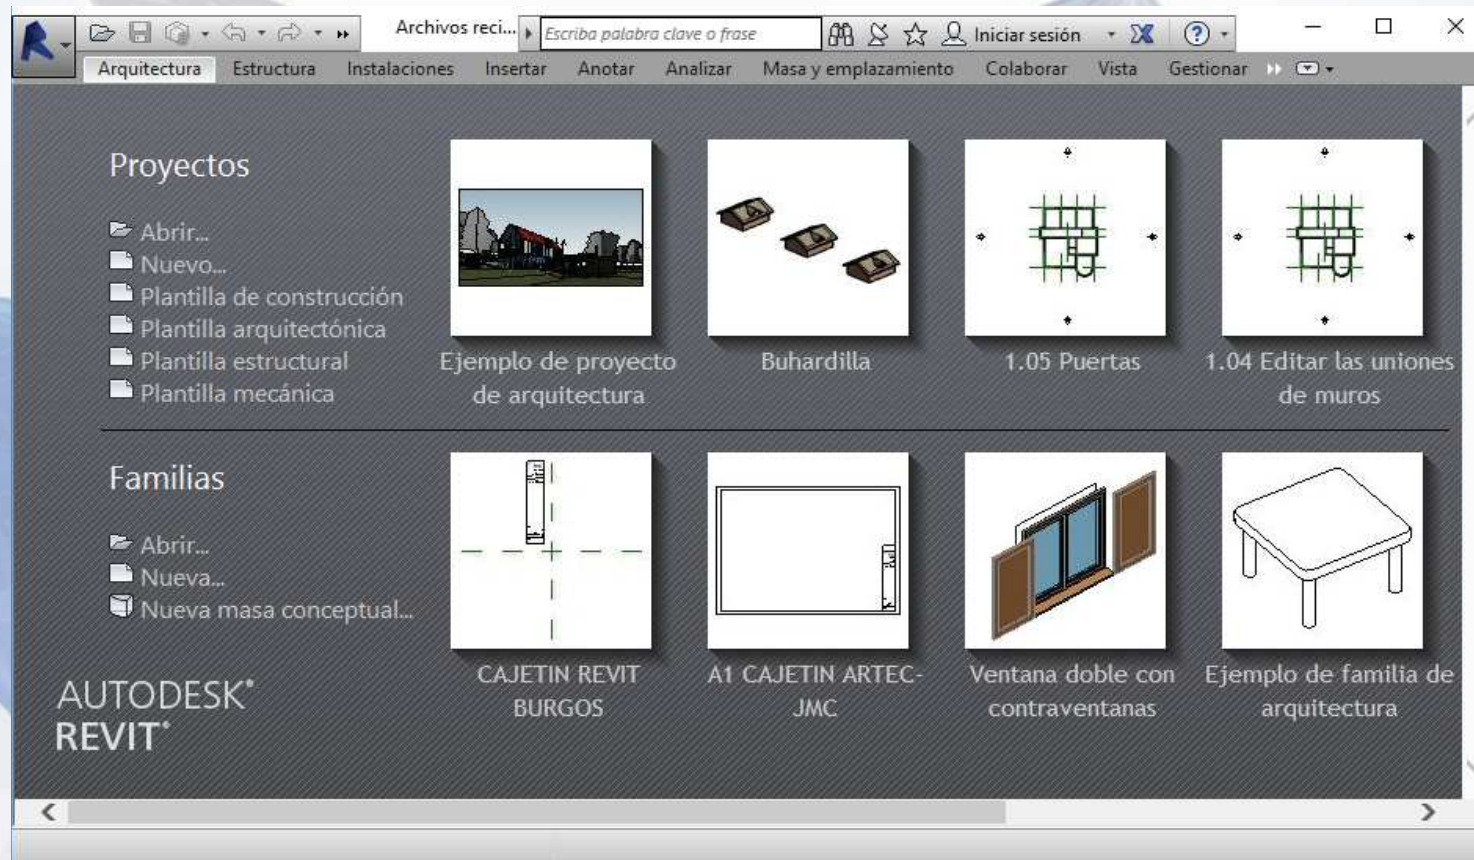 Archivos reci...
Escriba palabra clave o frase
Iniciar sesión
Arquitectura Estructura Instalaciones Insertar Anotar Analizar Masa y emplazamiento Colaborar Vista Gestionar
Proyectos
Abrir...
Nuevo...
Plantilla de construcción
Plantilla arquitectónica
Plantilla estructural
Plantilla mecánica
Ejemplo de proyecto
de arquitectura
Buhardilla
1.05 Puertas
1.04 Editar las uniones
de muros
Familias
Abrir...
Nueva...
Nueva masa conceptual...
CAJETIN REVIT
BURGOS
A1 CAJETIN ARTEC-
JMC
Ventana doble con
contraventanas
Ejemplo de familia de
arquitectura
AUTODESK®
REVIT®